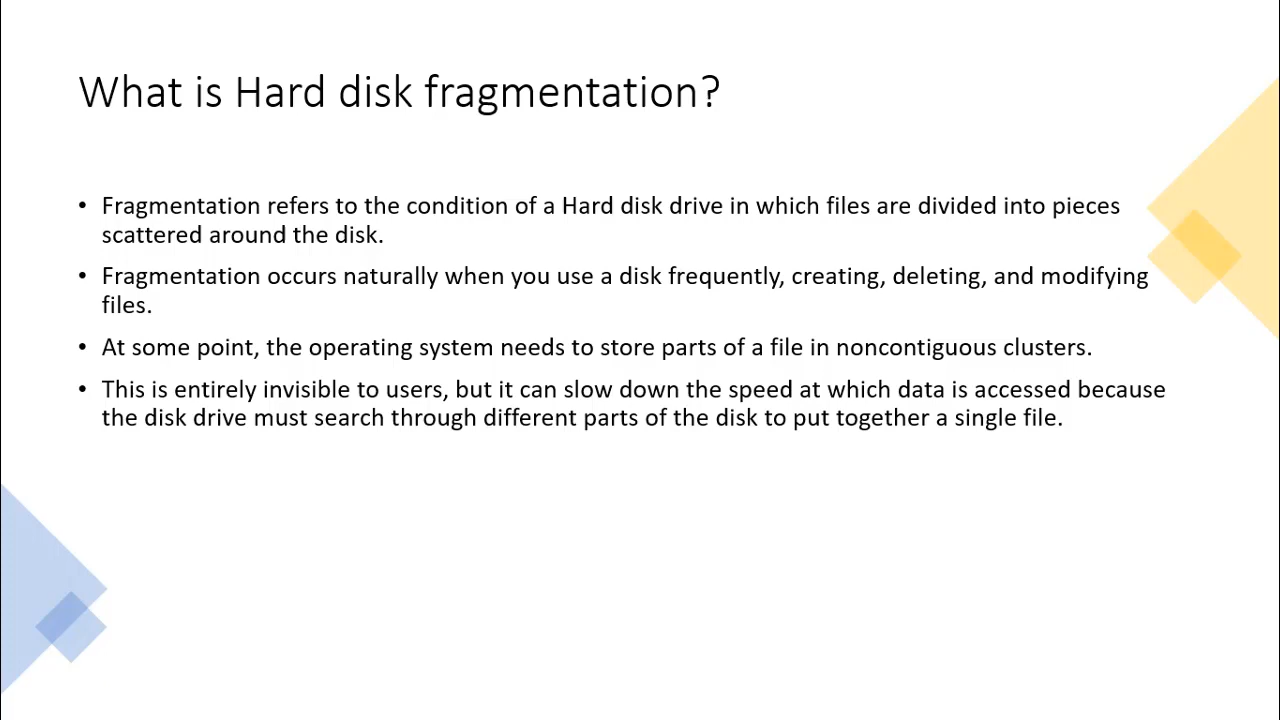 What is Hard disk fragmentation?
• Fragmentation refers to the condition of a Hard disk drive in which files are divided into pieces
scattered around the disk.
• Fragmentation occurs naturally when you use a disk frequently, creating, deleting, and modifying
files.
• At some point, the operating system needs to store parts of a file in noncontiguous clusters.
• This is entirely invisible to users, but it can slow down the speed at which data is accessed because
the disk drive must search through different parts of the disk to put together a single file.